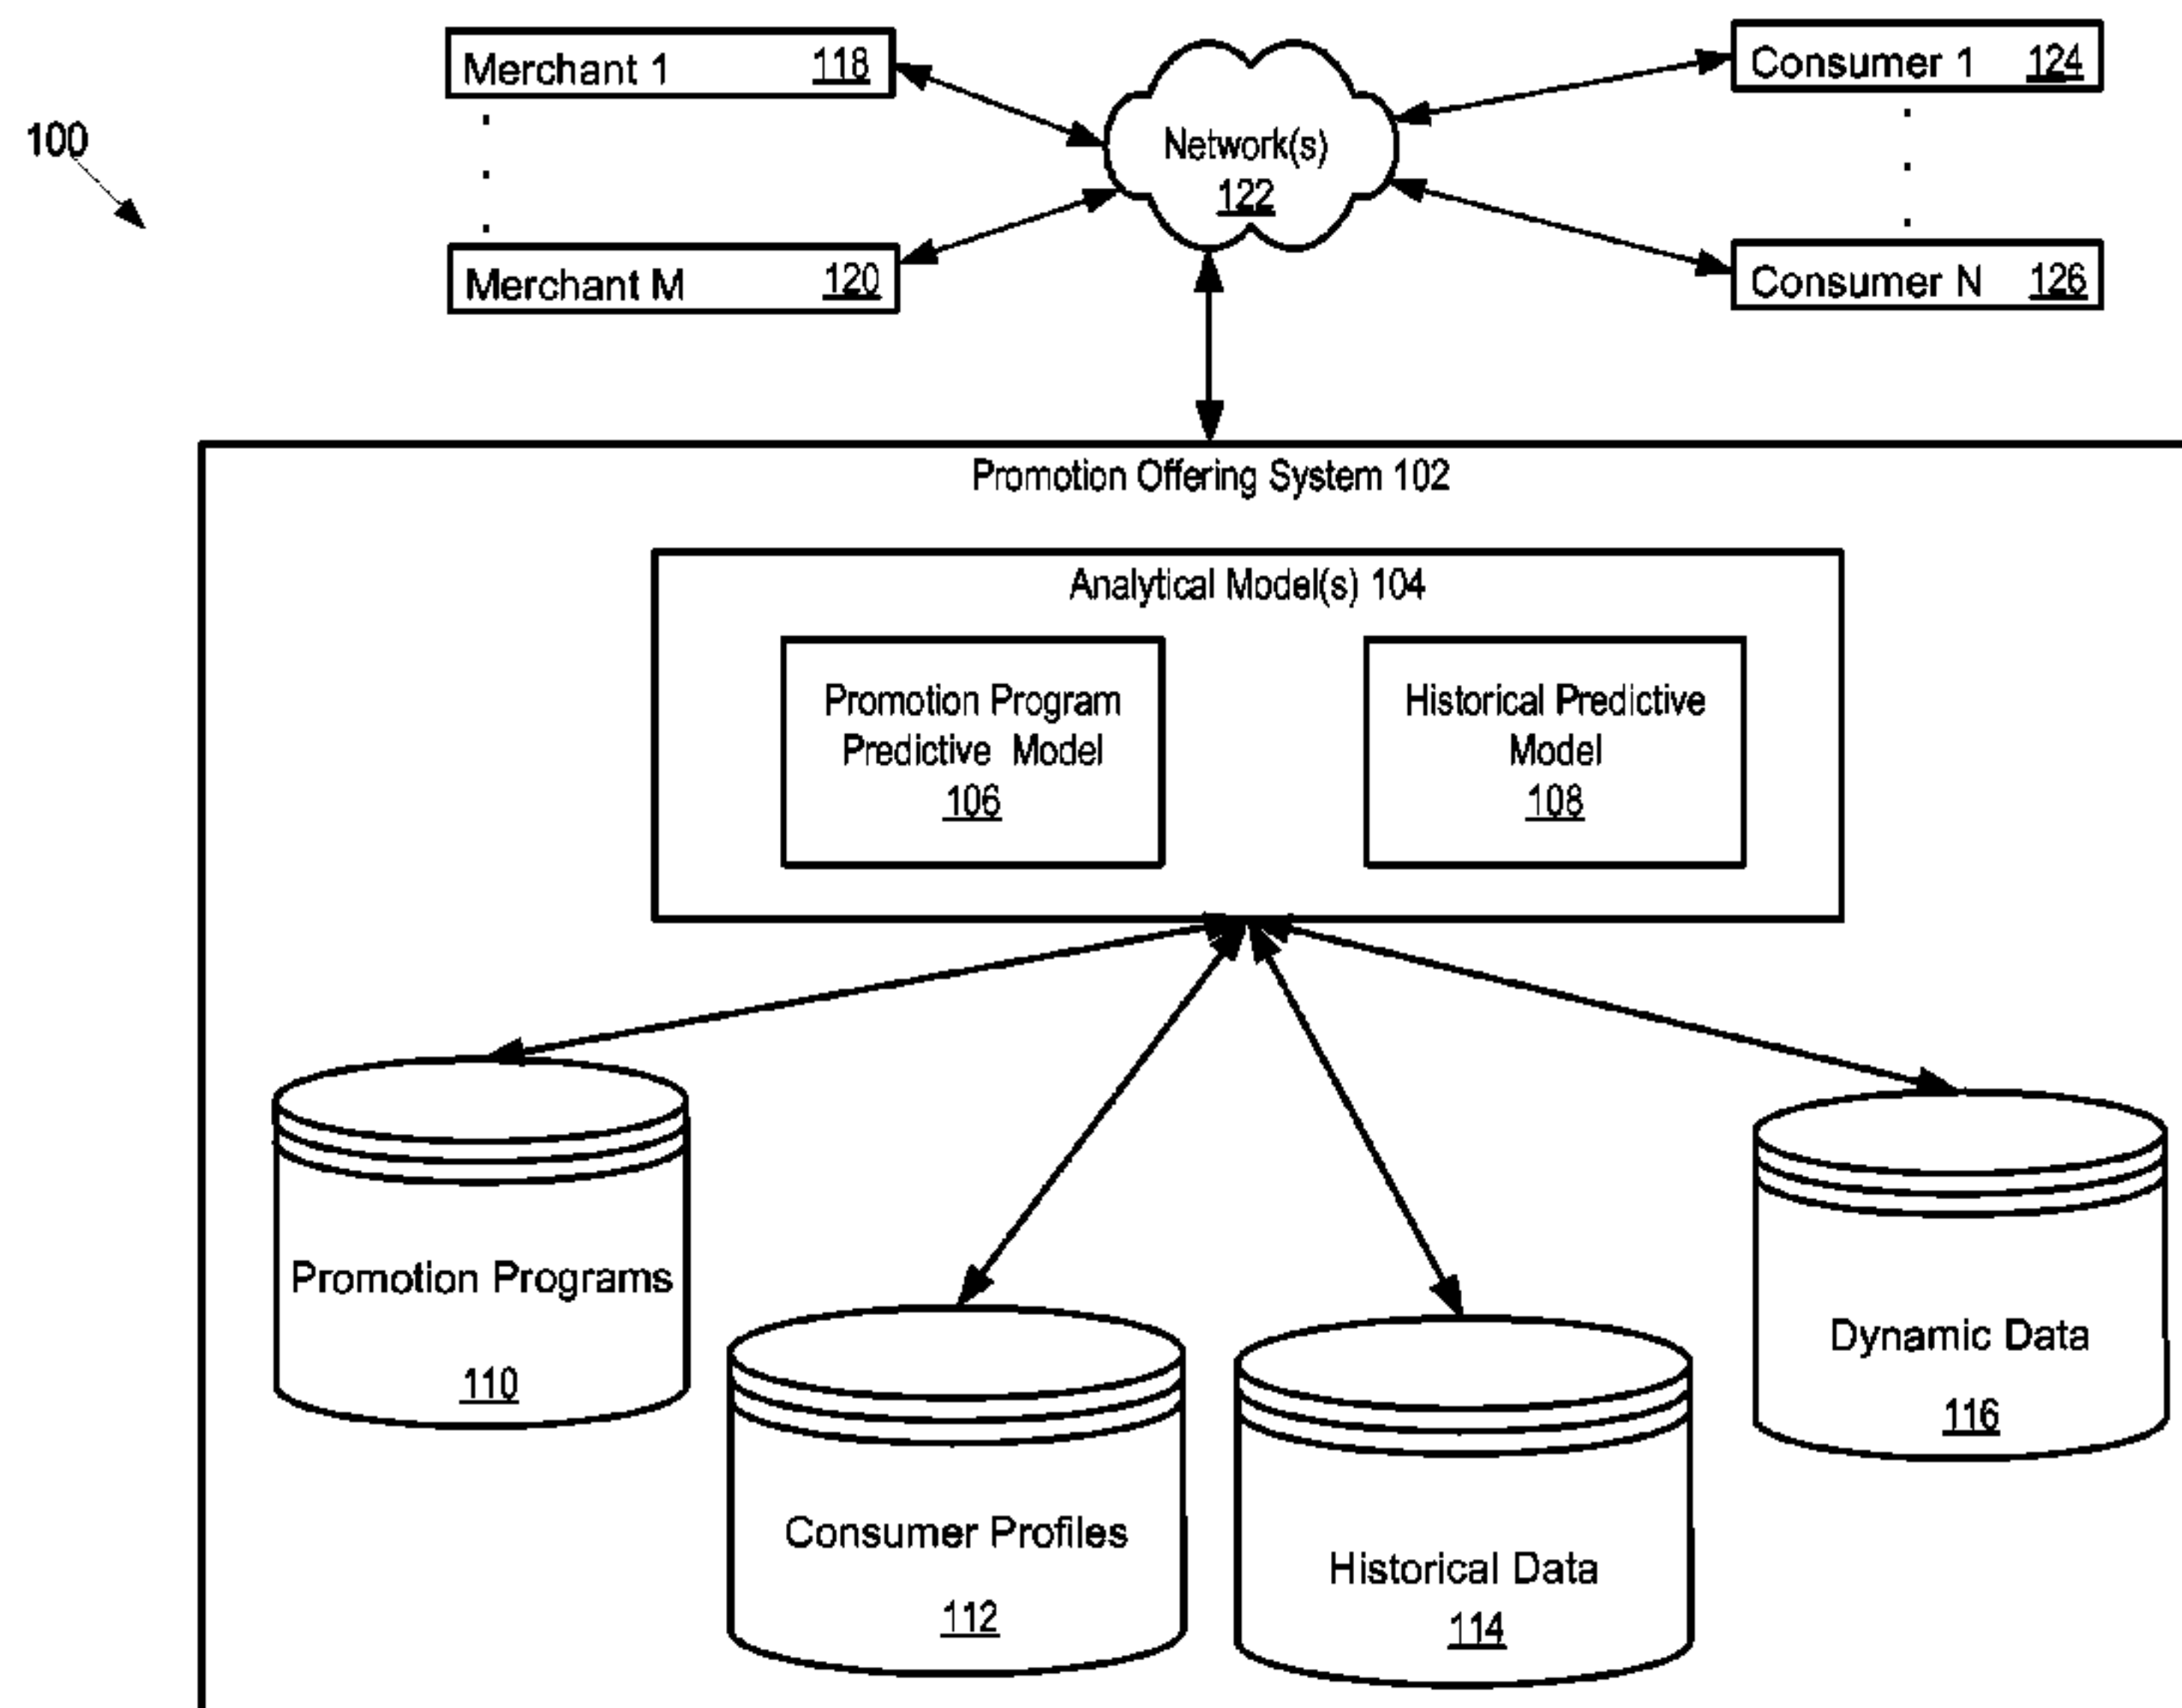 Merchant 1 118
Consumer 1 124
100
Network(s)
122
Merchant M 120
Consumer N 126
Promotion Offering System 102
Analytical Model(s) 104
Promotion Program
Predictive Model
106
Historical Predictive
Model
108
Promotion Programs
110
Consumer Profiles
112
Historical Data
114
Dynamic Data
116